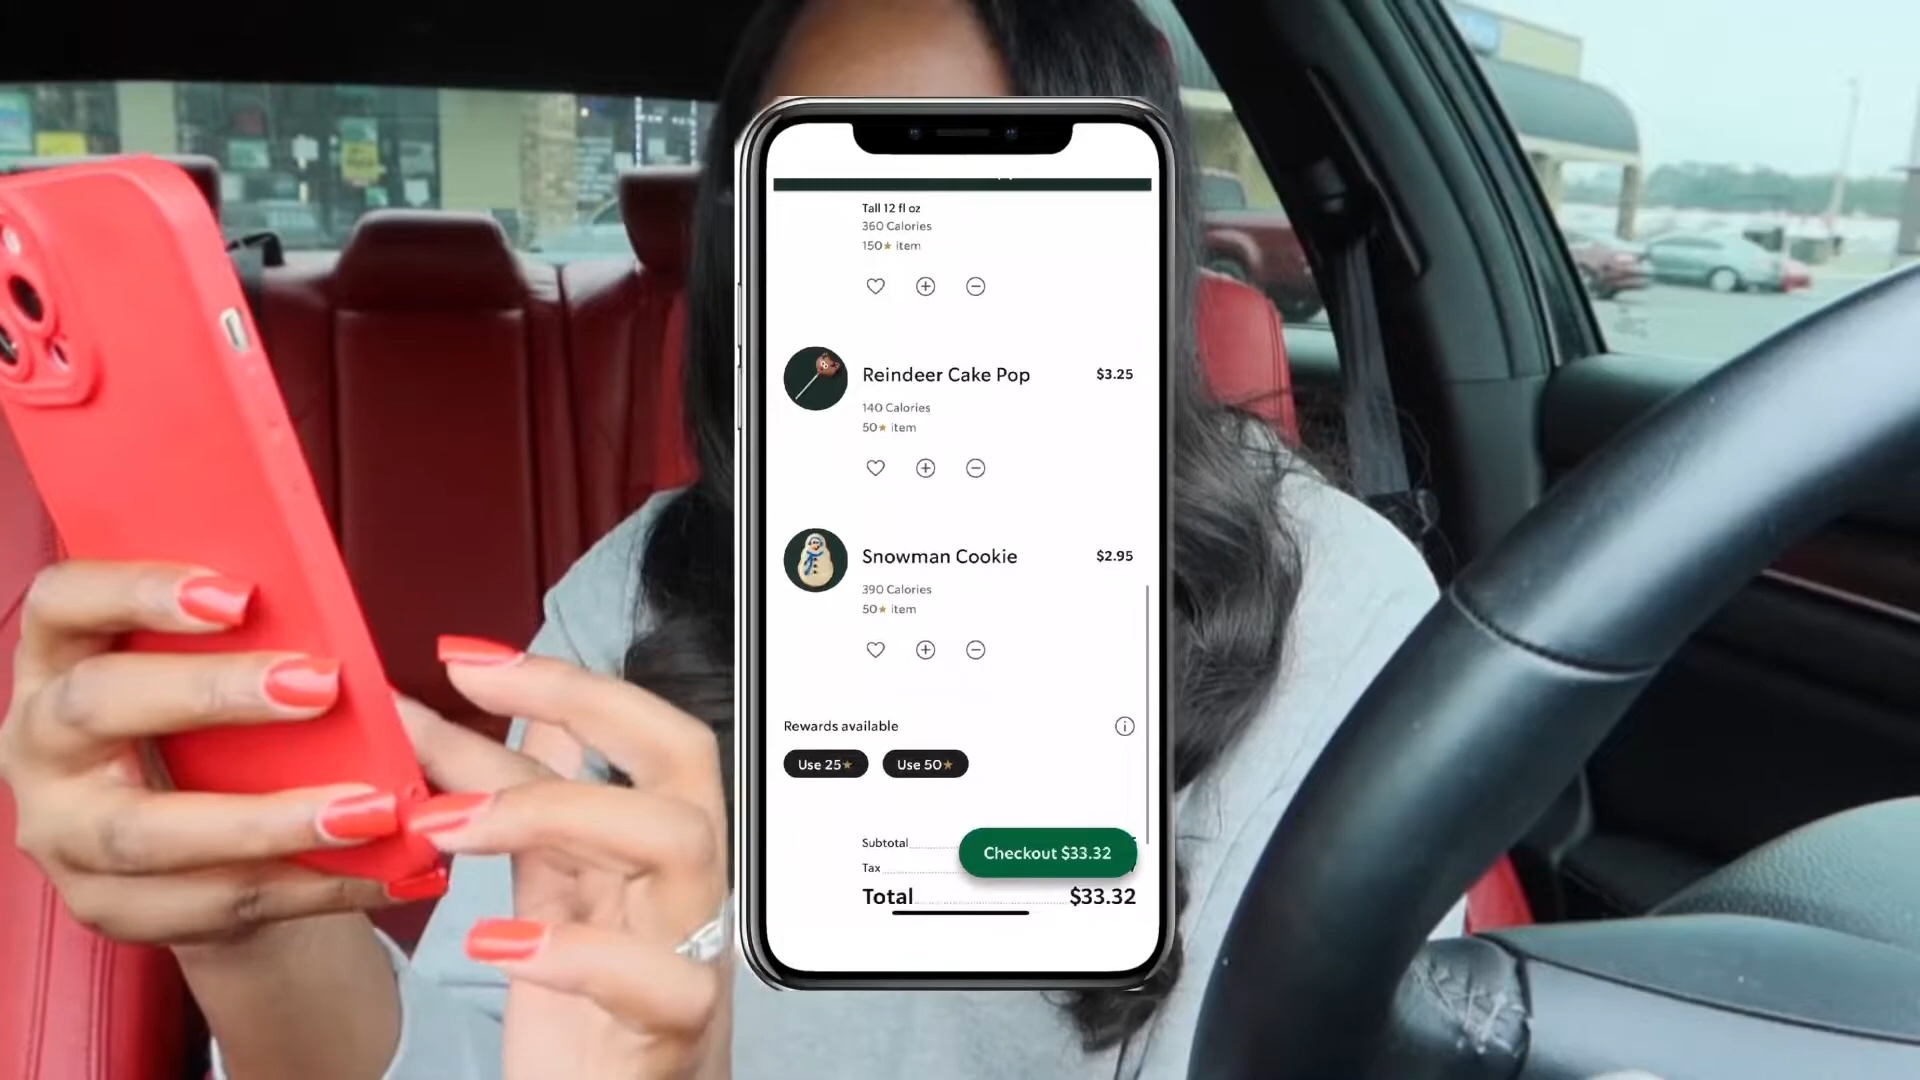 Tall 12 fl oz
360 Calories
150★ item
Reindeer Cake Pop $3.25
140 Calories
50★ item
Snowman Cookie $2.95
390 Calories
50★ item
Rewards available
Use 25★ Use 50★
Subtotal
Checkout $33.32
Tax
Total $33.32